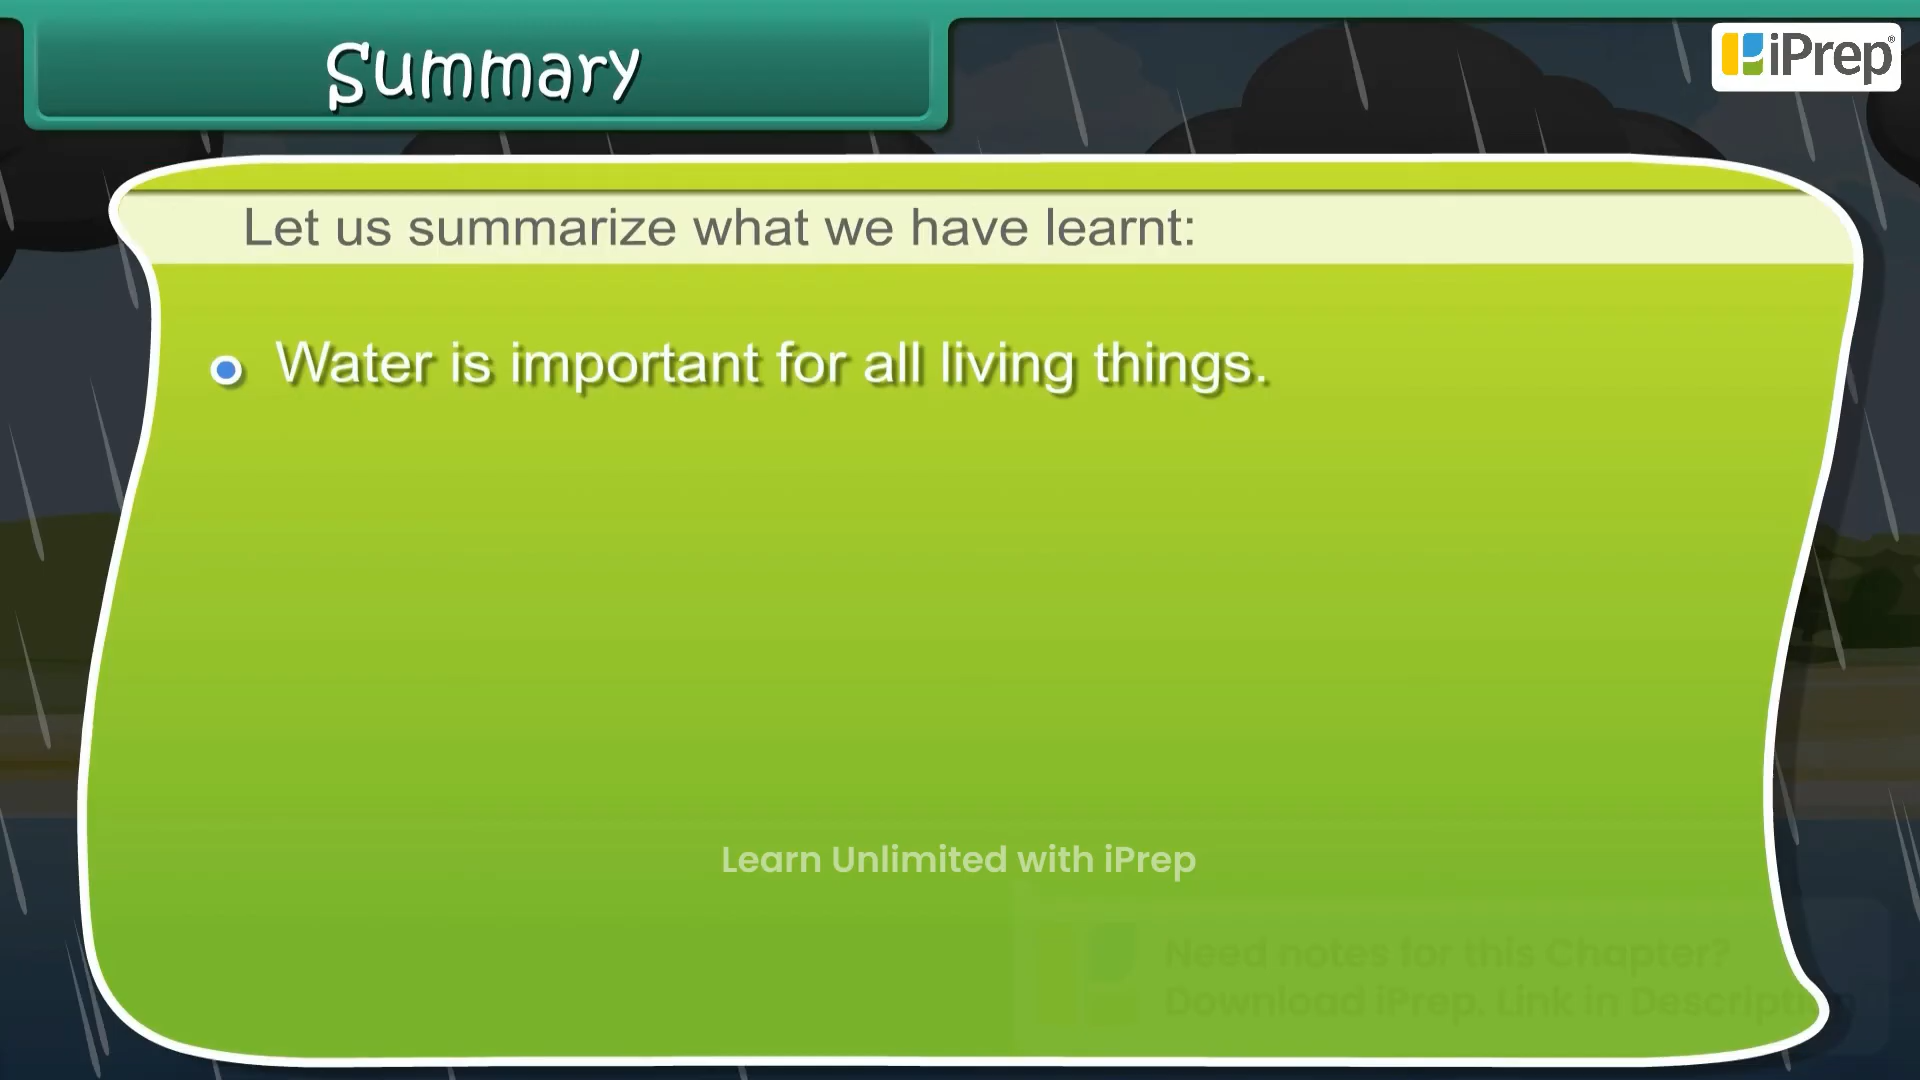 Summary
iPrep®
Let us summarize what we have learnt:
Water is important for all living things.
Learn Unlimited with iPrep
Need notes for this Chapter?
Download iPrep. Link in Description